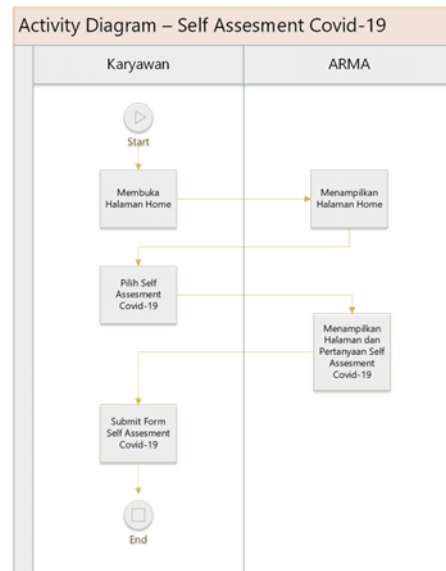 Activity Diagram – Self Assesment Covid-19
Karyawan
ARMA
Start
Membuka
Halaman Home
Menampilkan
Halaman Home
Pilih Self
Assesment
Covid-19
Menampilkan
Halaman dan
Pertanyaan Self
Assesment
Covid-19
Submit Form
Self Assesment
Covid-19
End